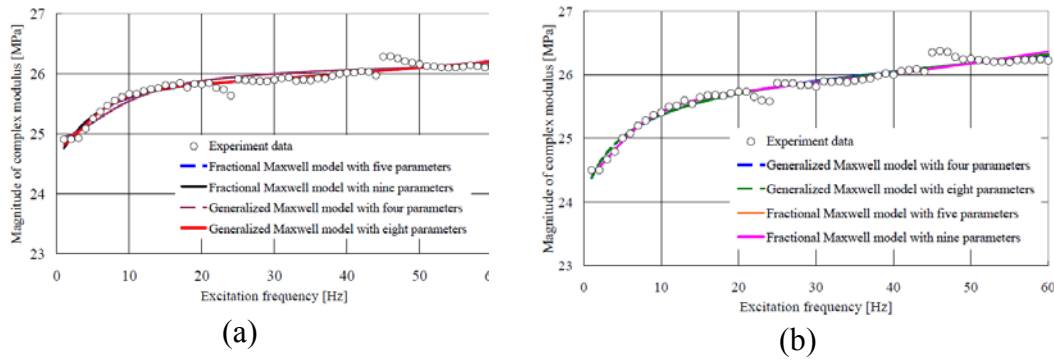 Magnitude of complex modulus [MPa]
27
26
25
24
23
Experiment data
Fractional Maxwell model with five parameters
Fractional Maxwell model with nine parameters
Generalized Maxwell model with four parameters
Generalized Maxwell model with eight parameters
0
10
20
30
40
50
6
Excitation frequency [Hz]
(a)
Magnitude of complex modulus [MPa]
27
26
25
24
23
Experiment data
Generalized Maxwell model with four parameters
Generalized Maxwell model with eight parameters
Fractional Maxwell model with five parameters
Fractional Maxwell model with nine parameters
0
10
20
30
40
50
60
Excitation frequency [Hz]
(b)